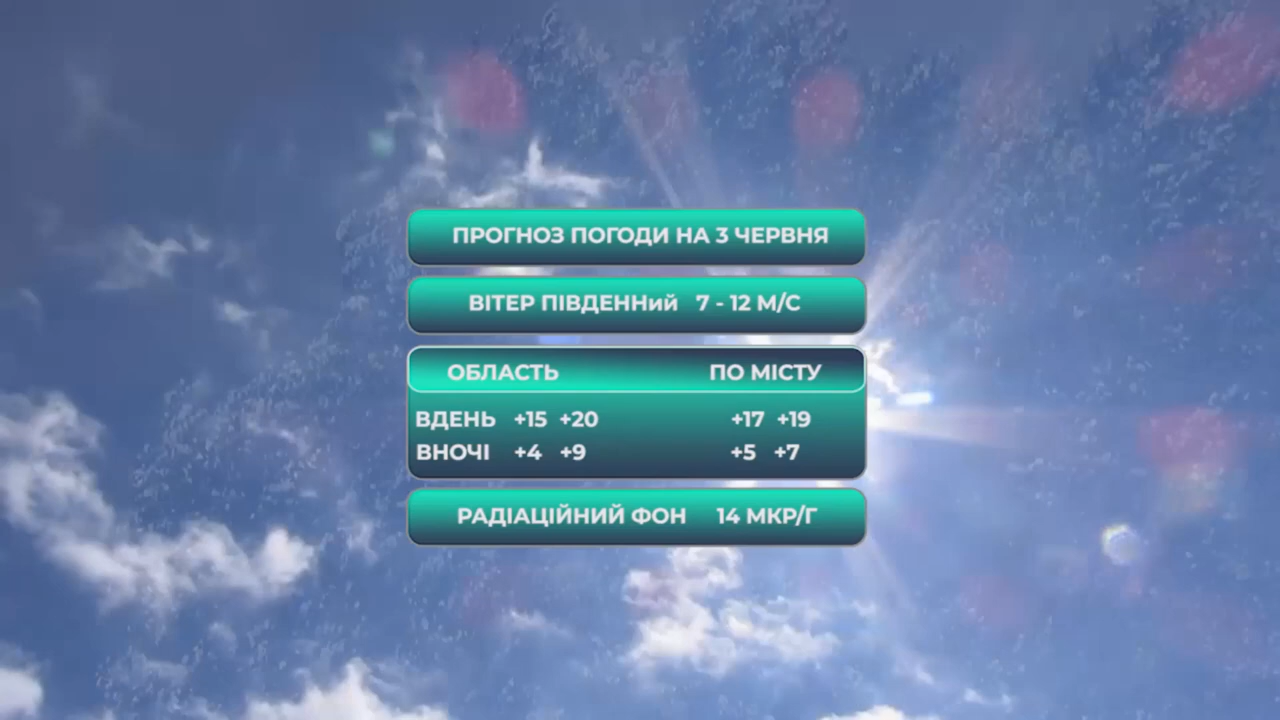 ПРОГНОЗ ПОГОДИ НА 3 ЧЕРВНЯ
ВІТЕР ПІВДЕННий 7 - 12 М/С
ОБЛАСТЬ ПО МІСТУ
ВДЕНЬ +15 +20 +17 +19
ВНОЧІ +4 +9 +5 +7
РАДІАЦІЙНИЙ ФОН 14 МКР/Г